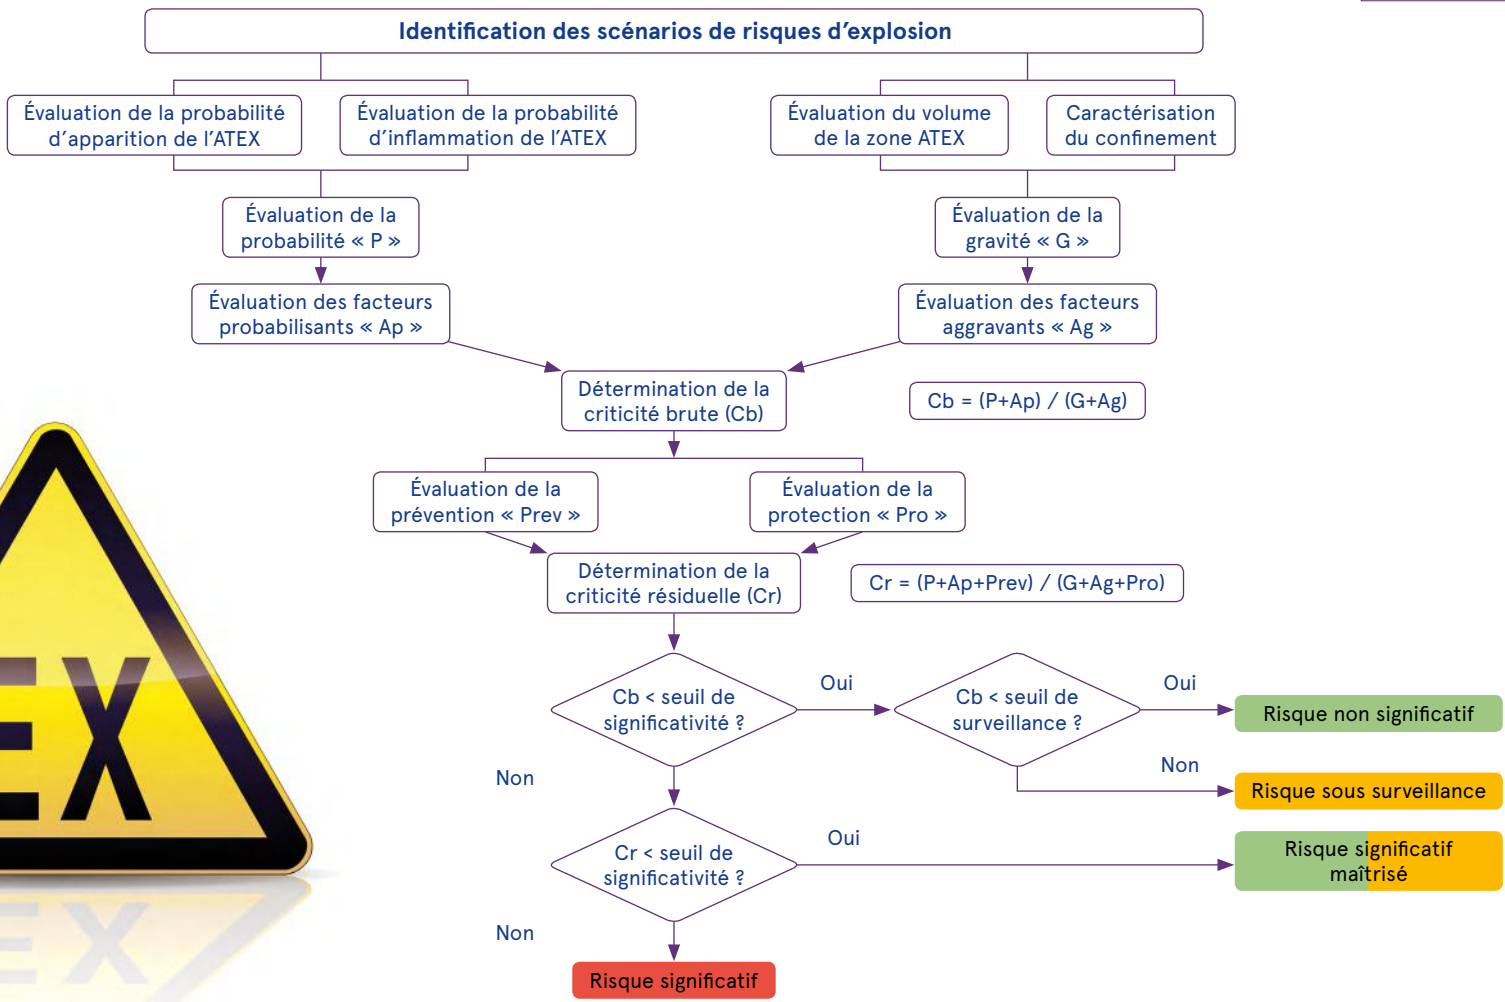 Identification des scénarios de risques d’explosion
Évaluation de la probabilité
d’apparition de l’ATEX
Évaluation de la probabilité
d’inflammation de l’ATEX
Évaluation du volume
de la zone ATEX
Caractérisation
du confinement
Évaluation de la
probabilité « P »
Évaluation de la
gravité « G »
Évaluation des facteurs
probabilisants « Ap »
Évaluation des facteurs
aggravants « Ag »
Détermination de la
criticité brute (Cb)
Cb = (P+Ap) / (G+Ag)
Évaluation de la
prévention « Prev »
Évaluation de la
protection « Pro »
Détermination de la
criticité résiduelle (Cr)
Cr = (P+Ap+Prev) / (G+Ag+Pro)
Cb < seuil de
significativité ?
Oui
Cb < seuil de
surveillance ?
Oui
Risque non significatif
Non
Risque sous surveillance
Non
Cr < seuil de
significativité ?
Oui
Risque significatif
maîtrisé
Non
Risque significatif
EX